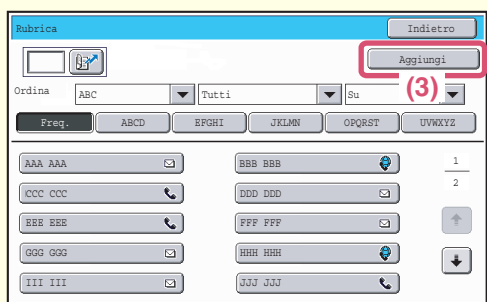 Rubrica Indietro
Aggiungi
(3)
Ordina ABC Tutti Su
Freq. ABCD EFGHI JKLMN OPQRST UVWXYZ
AAA AAA BBB BBB 1
CCC CCC DDD DDD 2
EEE EEE FFF FFF
GGG GGG HHH HHH
III III JJJ JJJ